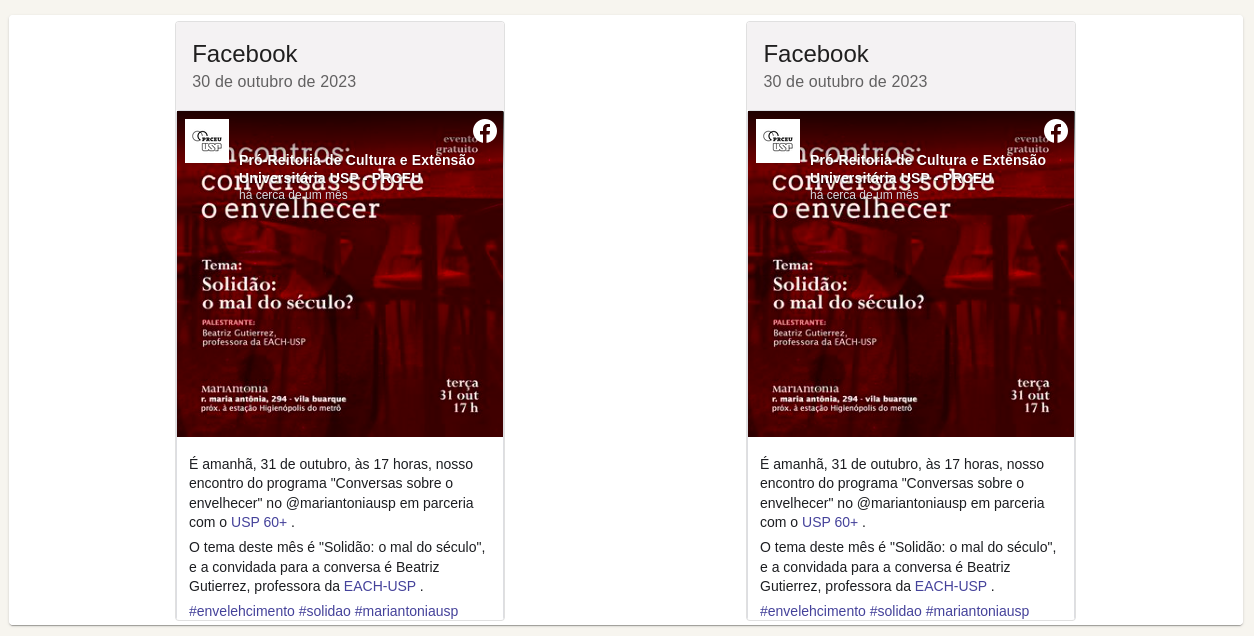 Facebook
30 de outubro de 2023
PRCEU
USP
evento
gratuito
ncontros:
Pró-Reitoria de Cultura e Extensão
Universitária USP - PRCEU
conversas sobre
há cerca de um mês
o envelhecer
Tema:
Solidão:
o mal do século?
PALESTRANTE:
Beatriz Gutierrez,
professora da EACH-USP
MARIANTONIA
r. maria antônia, 294 · vila buarque
próx. à estação Higienópolis do metrô
terça
31 out
17 h
É amanhã, 31 de outubro, às 17 horas, nosso
encontro do programa "Conversas sobre o
envelhecer" no @mariantoniausp em parceria
com o USP 60+ .
O tema deste mês é "Solidão: o mal do século",
e a convidada para a conversa é Beatriz
Gutierrez, professora da EACH-USP .
#envelehcimento #solidao #mariantoniausp
Facebook
30 de outubro de 2023
PRCEU
USP
evento
gratuito
ncontros:
Pró-Reitoria de Cultura e Extensão
Universitária USP - PRCEU
conversas sobre
há cerca de um mês
o envelhecer
Tema:
Solidão:
o mal do século?
PALESTRANTE:
Beatriz Gutierrez,
professora da EACH-USP
MARIANTONIA
r. maria antônia, 294 · vila buarque
próx. à estação Higienópolis do metrô
terça
31 out
17 h
É amanhã, 31 de outubro, às 17 horas, nosso
encontro do programa "Conversas sobre o
envelhecer" no @mariantoniausp em parceria
com o USP 60+ .
O tema deste mês é "Solidão: o mal do século",
e a convidada para a conversa é Beatriz
Gutierrez, professora da EACH-USP .
#envelehcimento #solidao #mariantoniausp